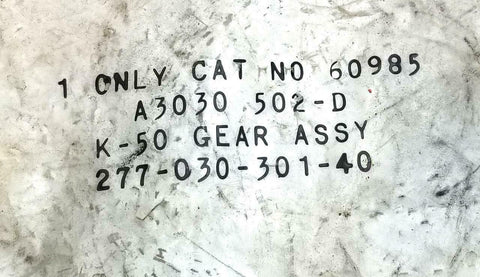 1 ONLY CAT NO 60985
A3030 502-D
K-50 GEAR ASSY
277-030-301-40